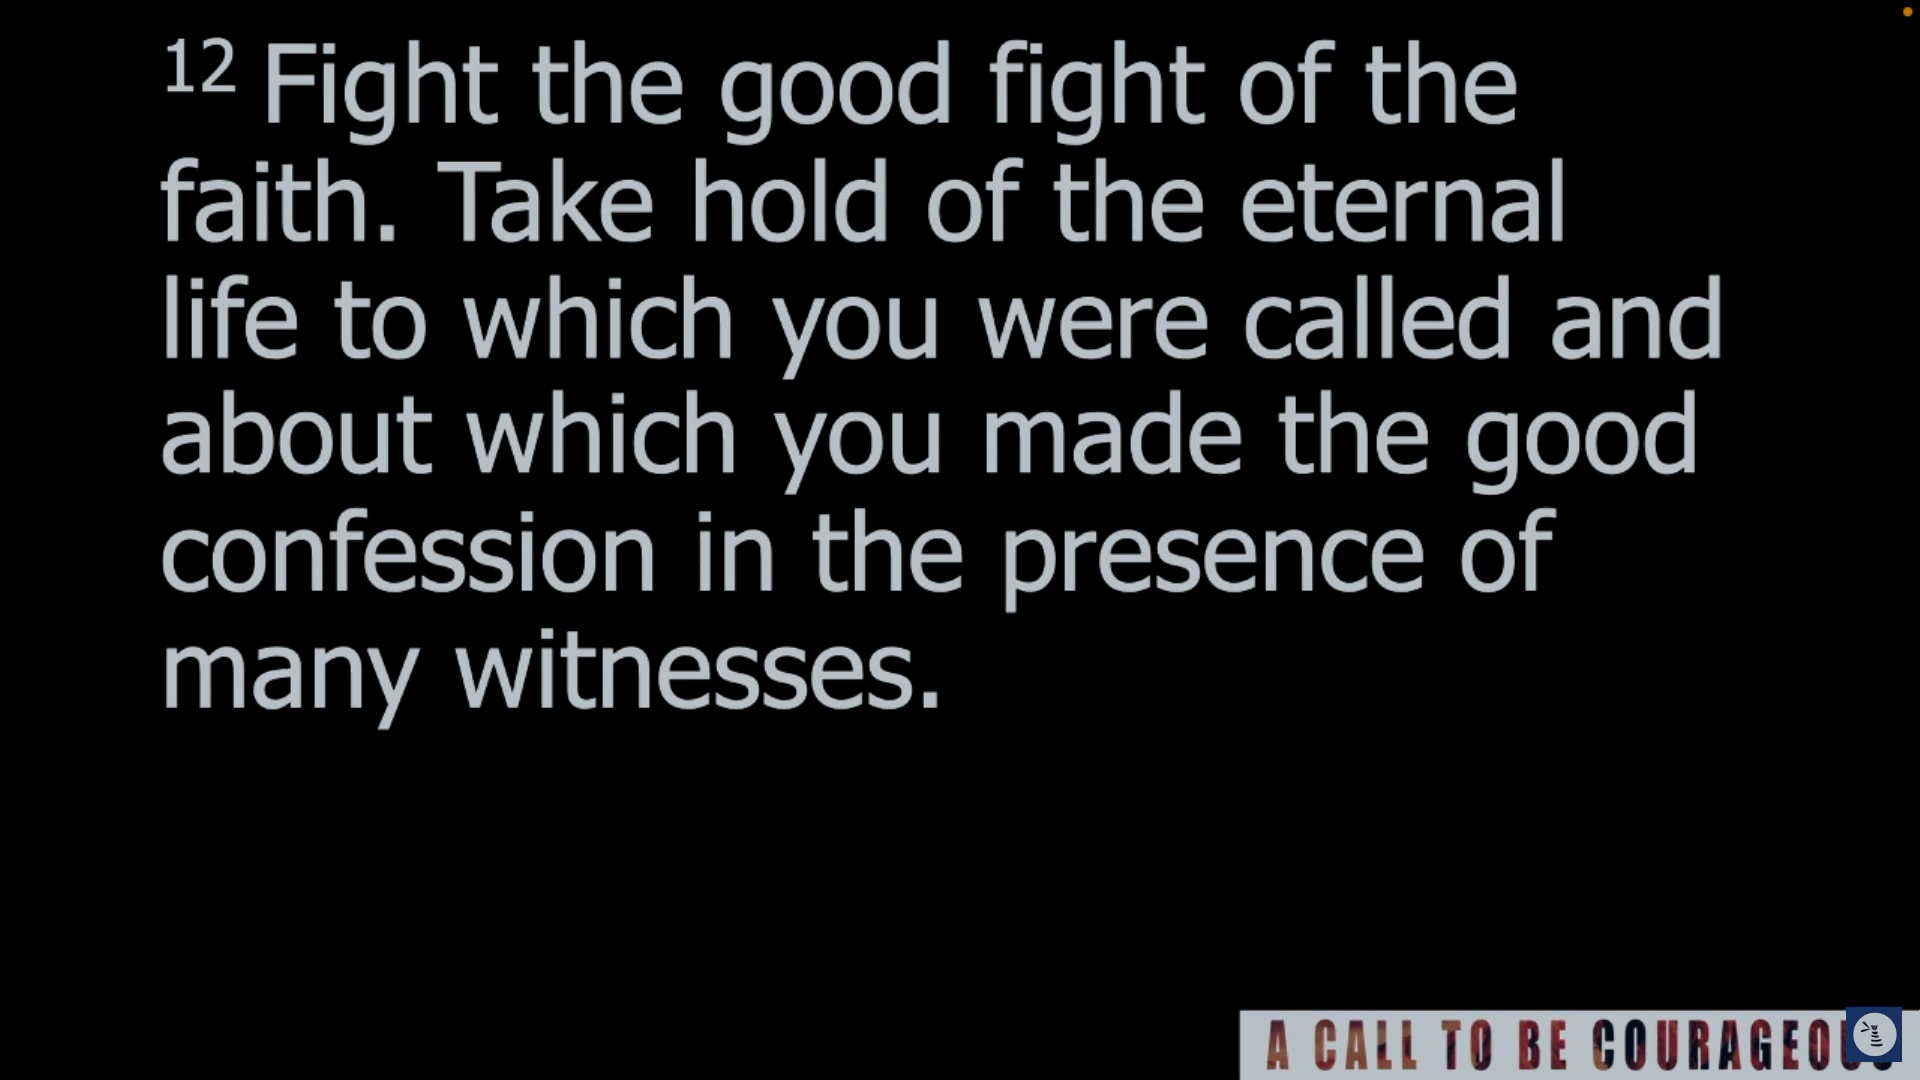 12 Fight the good fight of the
faith. Take hold of the eternal
life to which you were called and
about which you made the good
confession in the presence of
many witnesses.
A CALL TO BE COURAGEOUS